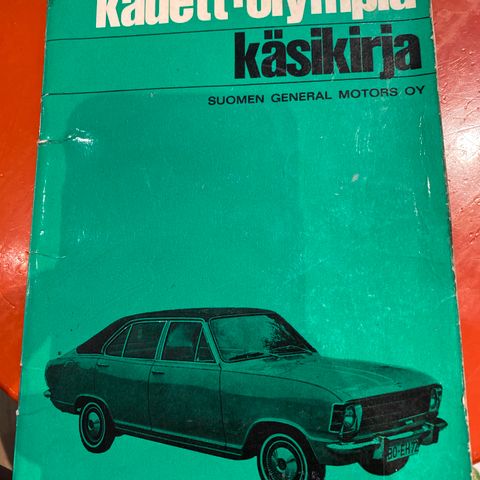 kadett·olympia
käsikirja
SUOMEN GENERAL MOTORS OY